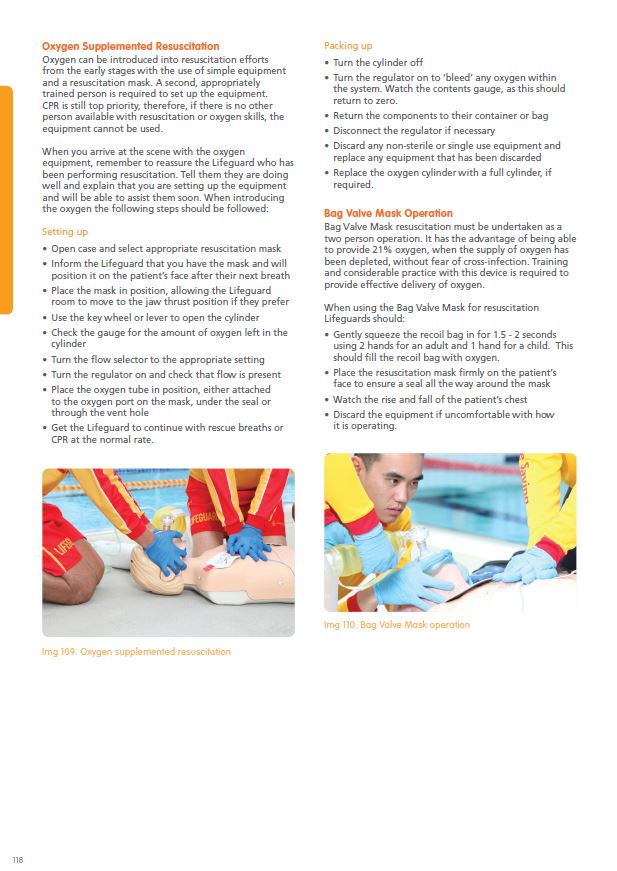 Oxygen Supplemented Resuscitation
Oxygen can be introduced into resuscitation efforts
from the early stages with the use of simple equipment
and a resuscitation mask. A second, appropriately
trained person is required to set up the equipment.
CPR is still top priority, therefore, if there is no other
person available with resuscitation or oxygen skills, the
equipment cannot be used.
When you arrive at the scene with the oxygen
equipment, remember to reassure the Lifeguard who has
been performing resuscitation. Tell them they are doing
well and explain that you are setting up the equipment
and will be able to assist them soon. When introducing
the oxygen the following steps should be followed:
Setting up
• Open case and select appropriate resuscitation mask
• Inform the Lifeguard that you have the mask and will
position it on the patient's face after their next breath
• Place the mask in position, allowing the Lifeguard
room to move to the jaw thrust position if they prefer
• Use the key wheel or lever to open the cylinder
• Check the gauge for the amount of oxygen left in the
cylinder
• Turn the flow selector to the appropriate setting
• Turn the regulator on and check that flow is present
• Place the oxygen tube in position, either attached
to the oxygen port on the mask, under the seal or
through the vent hole
• Get the Lifeguard to continue with rescue breaths or
CPR at the normal rate.
LIFEG
IFEGUA
Img 109. Oxygen supplemented resuscitation
Packing up
• Turn the cylinder off
• Turn the regulator on to 'bleed' any oxygen within
the system. Watch the contents gauge, as this should
return to zero.
• Return the components to their container or bag
• Disconnect the regulator if necessary
• Discard any non-sterile or single use equipment and
replace any equipment that has been discarded
• Replace the oxygen cylinder with a full cylinder, if
required.
Bag Valve Mask Operation
Bag Valve Mask resuscitation must be undertaken as a
two person operation. It has the advantage of being able
to provide 21% oxygen, when the supply of oxygen has
been depleted, without fear of cross-infection. Training
and considerable practice with this device is required to
provide effective delivery of oxygen.
When using the Bag Valve Mask for resuscitation
Lifeguards should:
• Gently squeeze the recoil bag in for 1.5 - 2 seconds
using 2 hands for an adult and 1 hand for a child. This
should fill the recoil bag with oxygen.
• Place the resuscitation mask firmly on the patient's
face to ensure a seal all the way around the mask
• Watch the rise and fall of the patient's chest
• Discard the equipment if uncomfortable with how
it is operating.
e Saving
Img 110. Bag Valve Mask operation
118